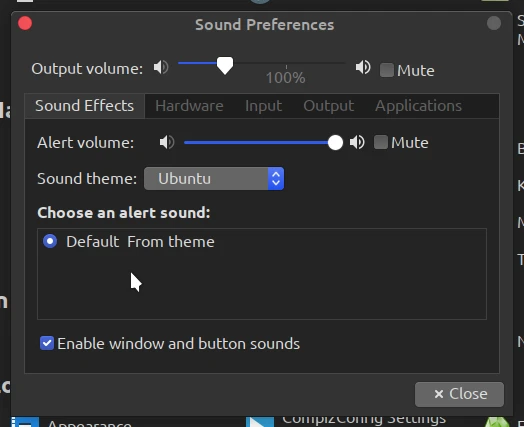 Sound Preferences
Output volume:
100%
Mute
Sound Effects Hardware Input Output Applications
Alert volume: Mute
Sound theme: Ubuntu
Choose an alert sound:
Default From theme
Enable window and button sounds
Close
Appearance
CompizConfig Settings